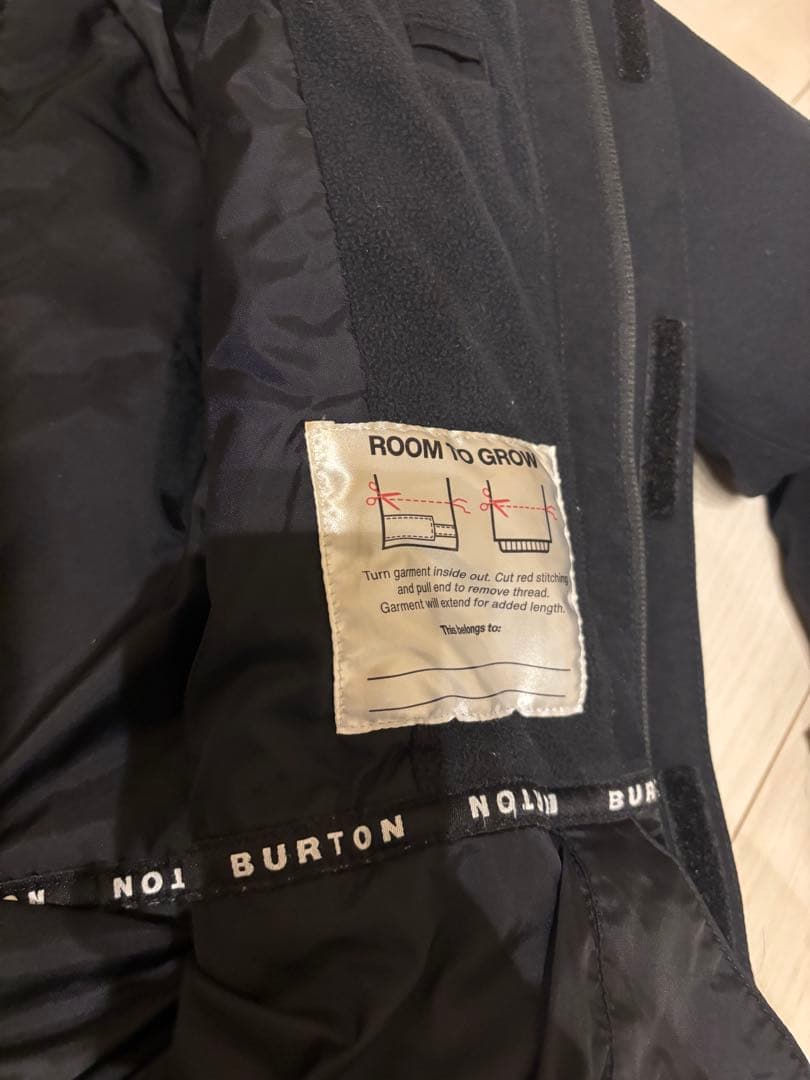 ROOM TO GROW
Turn garment inside out. Cut red stitching
and pull end to remove thread.
Garment will extend for added length.
This belongs to:
BURTON
BUR